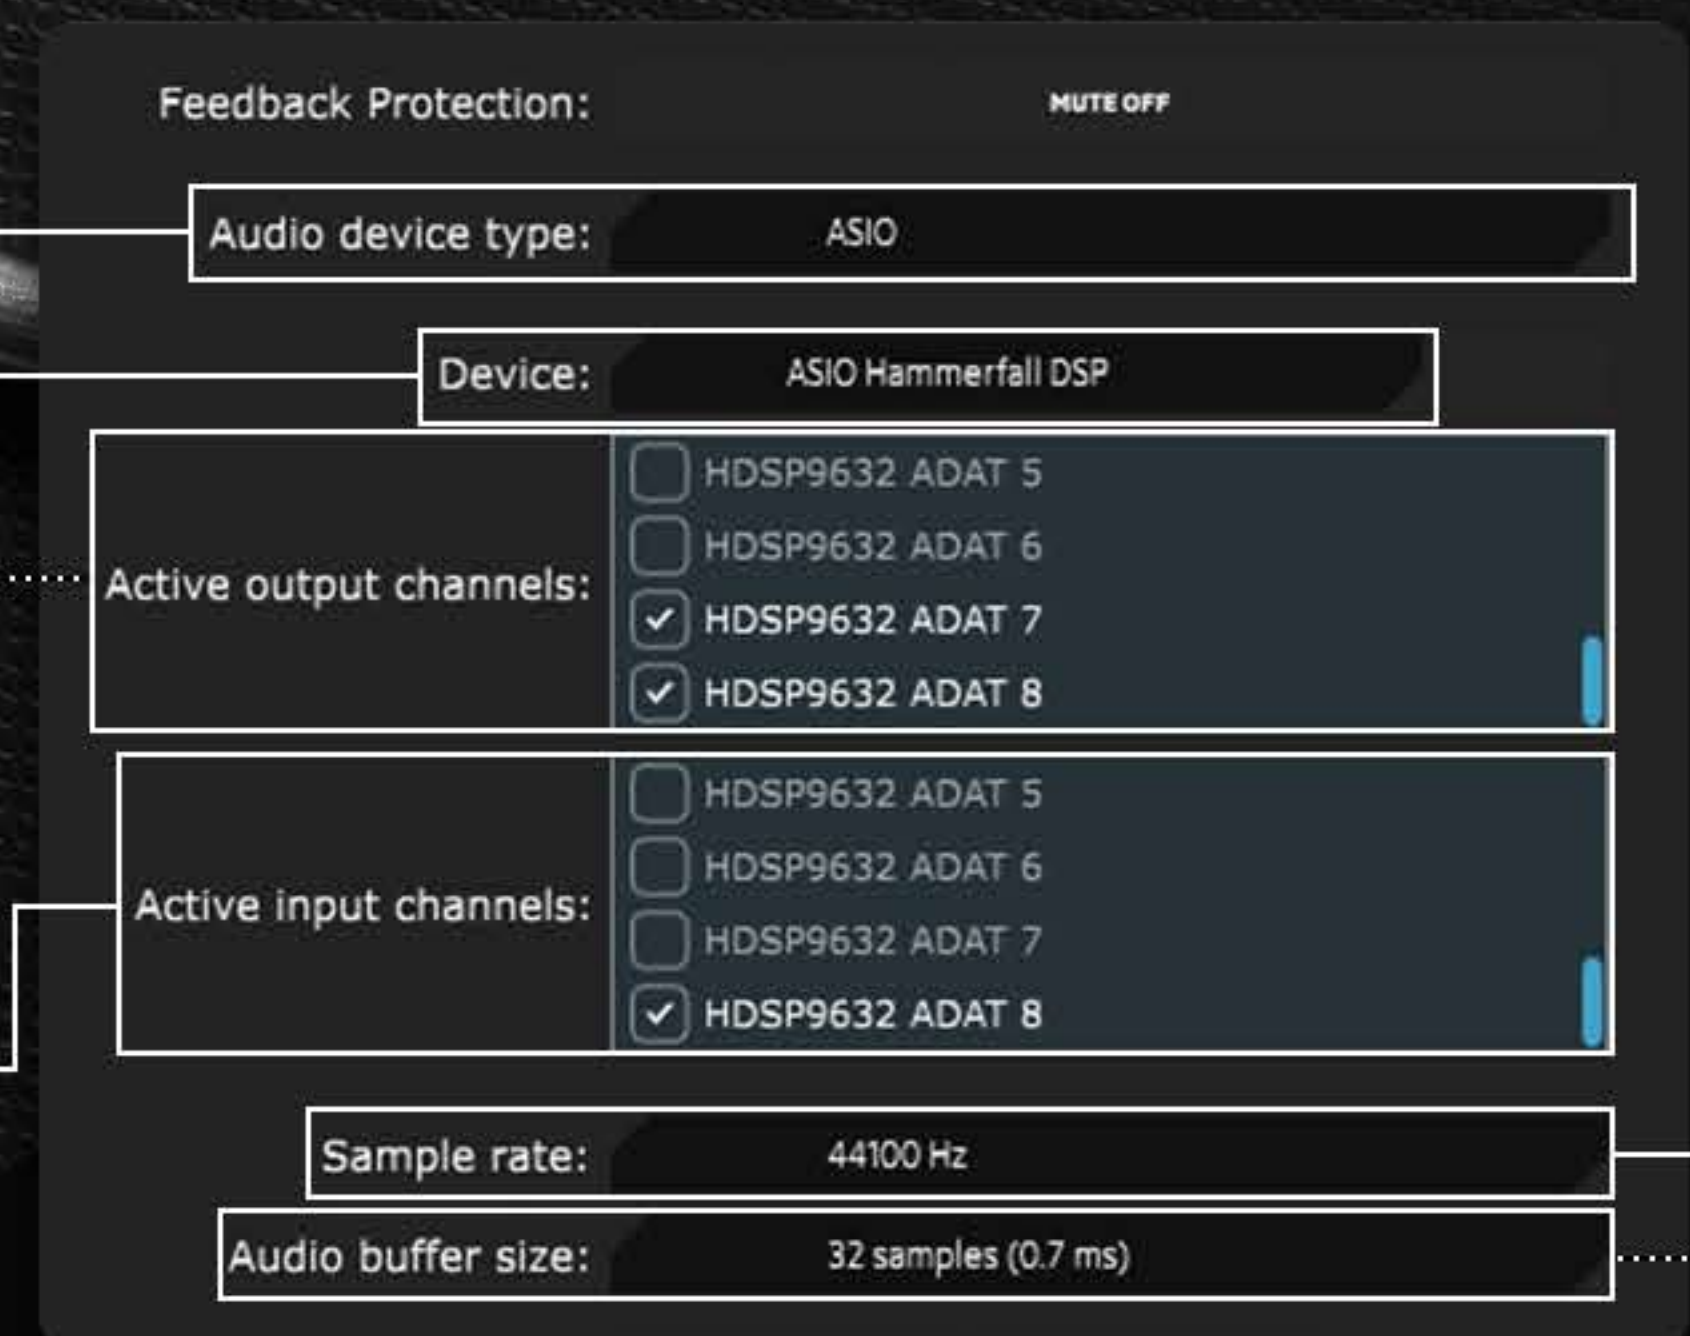 Feedback Protection: MUTE OFF
Audio device type: ASIO
Device: ASIO Hammerfall DSP
Active output channels:
HDSP9632 ADAT 5
HDSP9632 ADAT 6
HDSP9632 ADAT 7
HDSP9632 ADAT 8
Active input channels:
HDSP9632 ADAT 5
HDSP9632 ADAT 6
HDSP9632 ADAT 7
HDSP9632 ADAT 8
Sample rate: 44100 Hz
Audio buffer size: 32 samples (0.7 ms)